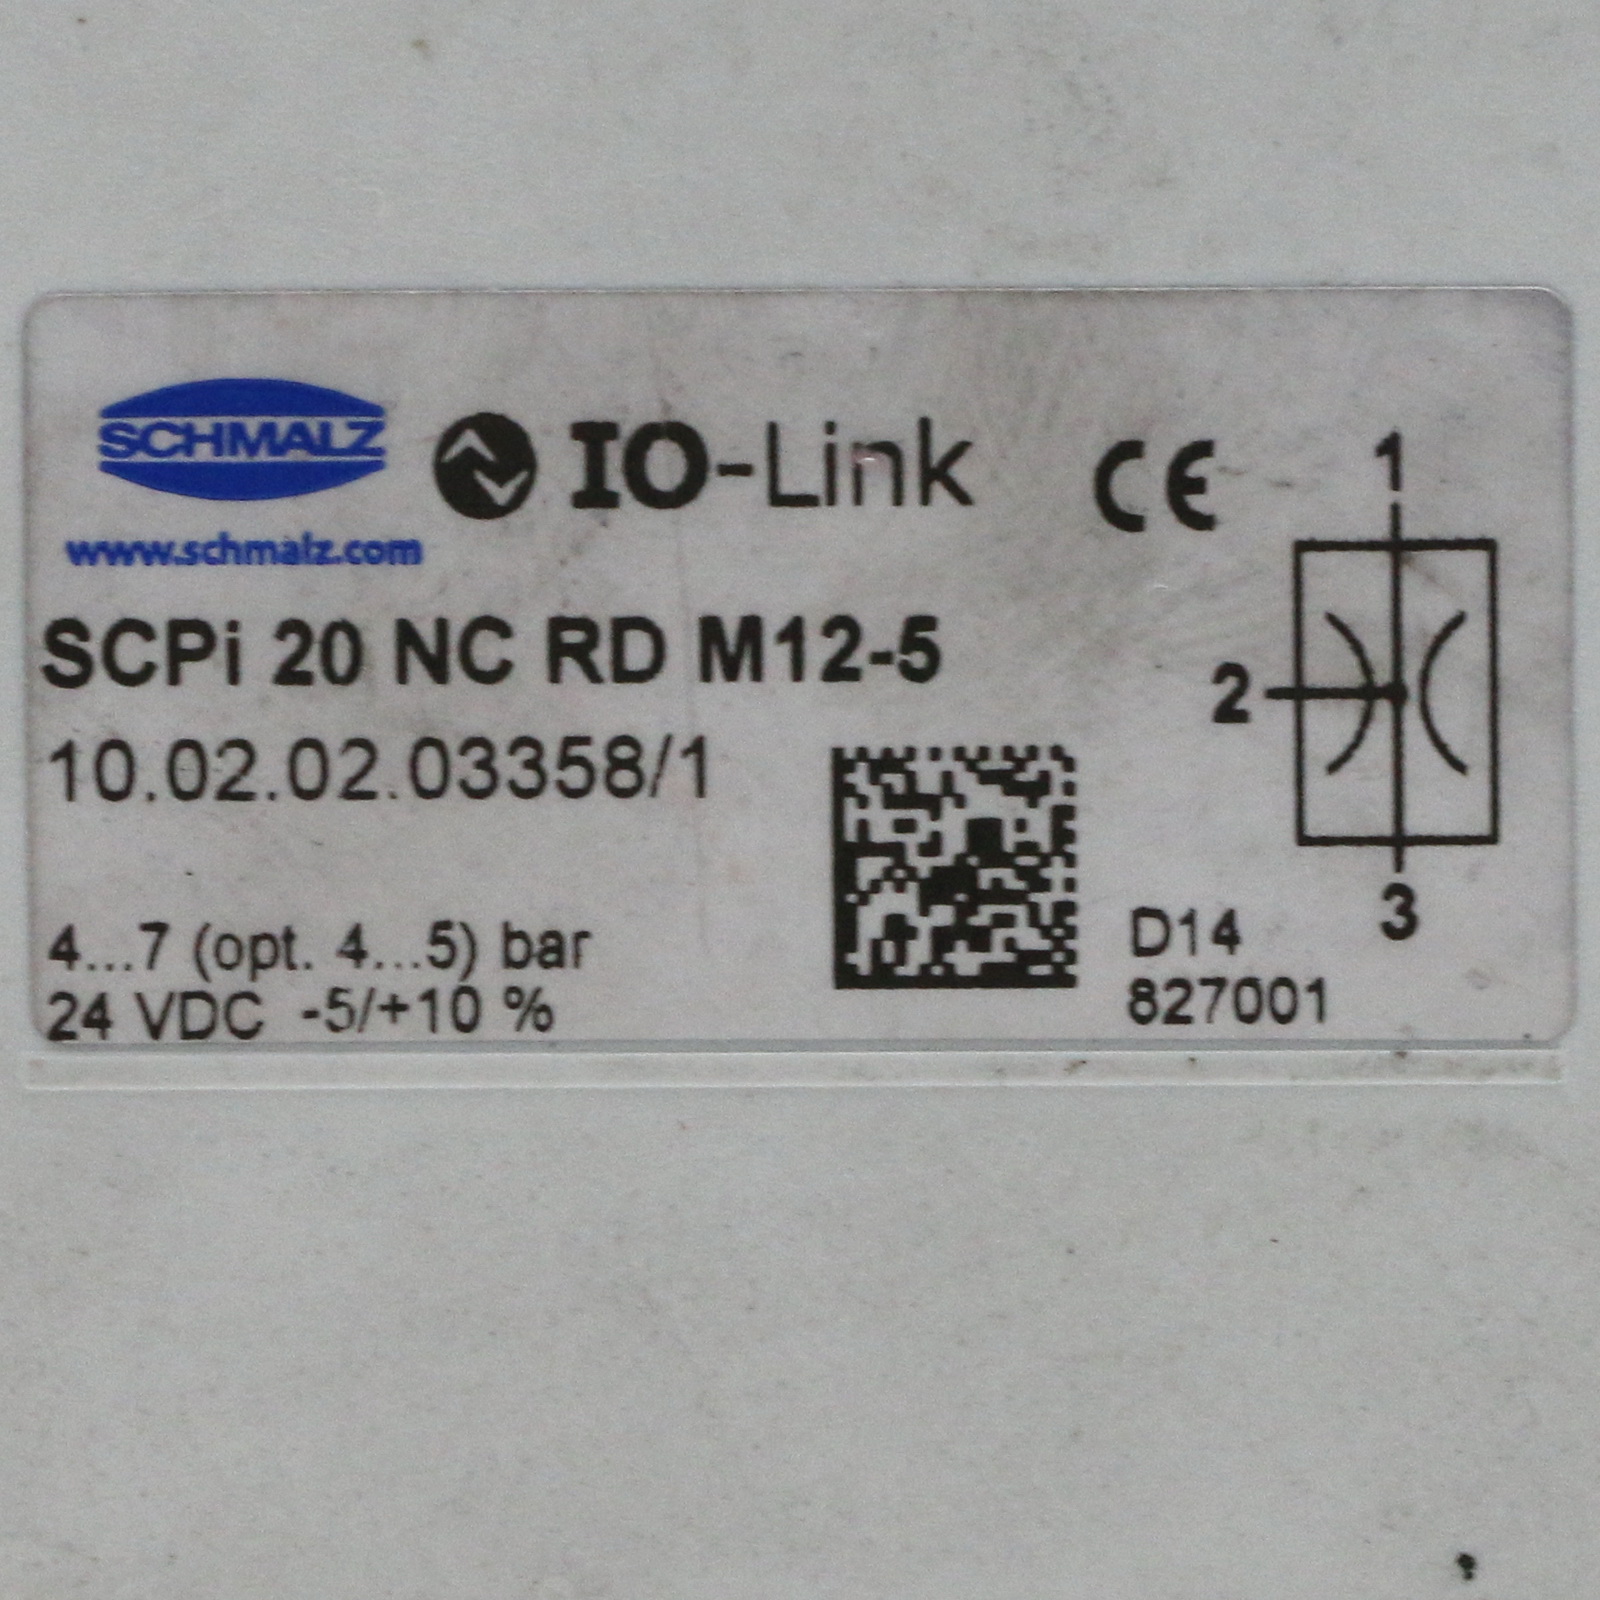 SCHMALZ IO-Link CE
www.schmalz.com
SCPi 20 NC RD M12-5
10.02.02.03358/1
4...7 (opt. 4...5) bar
24 VDC -5/+10 %
D14
827001
1
2
3